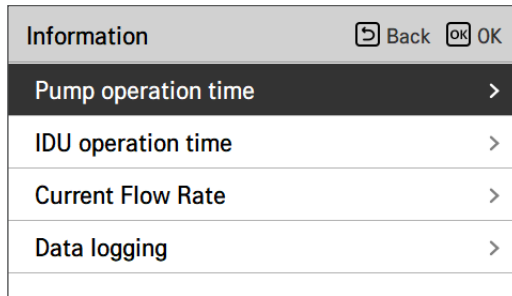 Information Back OK OK
Pump operation time >
IDU operation time >
Current Flow Rate >
Data logging >